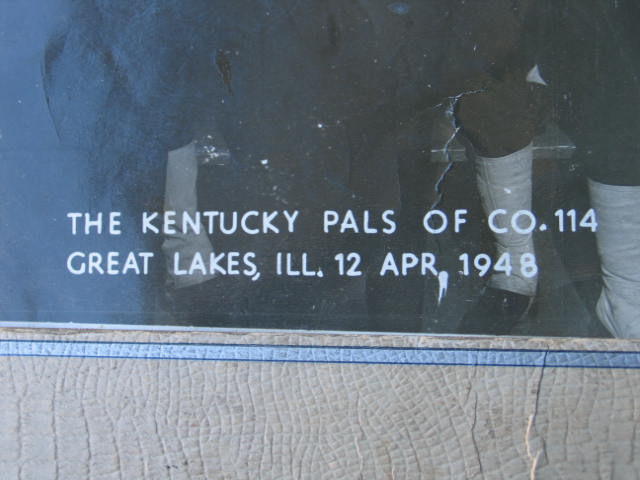 THE KENTUCKY PALS OF CO. 114
GREAT LAKES, ILL. 12 APR, 1948